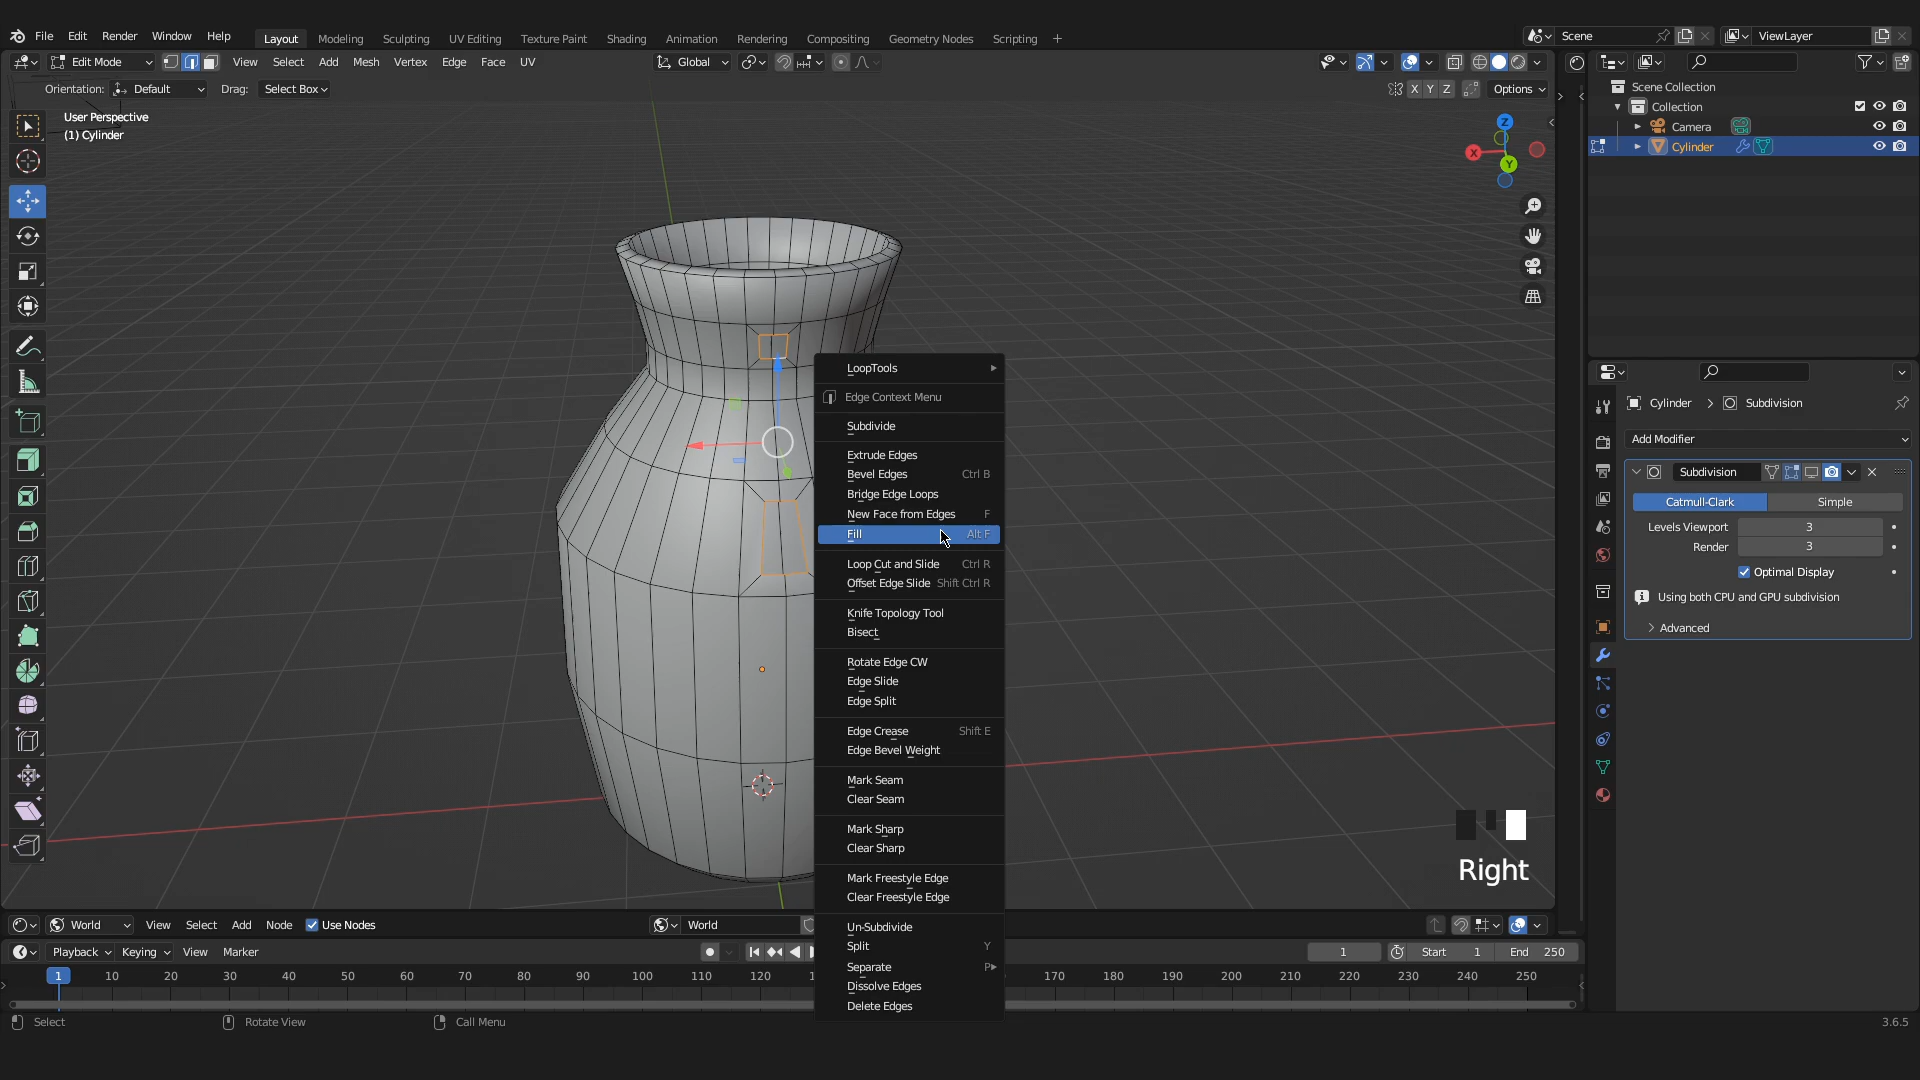 File Edit Render Window Help Layout Modeling Sculpting UV Editing Texture Paint Shading Animation Rendering Compositing Geometry Nodes Scripting + Scene ViewLayer
Edit Mode View Select Add Mesh Vertex Edge Face UV Global
Orientation: Default Drag: Select Box X Y Z Options
User Perspective
(1) Cylinder
Z
X
Y
Scene Collection
Collection
Camera
Cylinder
Cylinder > Subdivision
Add Modifier
Subdivision
Catmull-Clark Simple
Levels Viewport 3
Render 3
Optimal Display
Using both CPU and GPU subdivision
Advanced
LoopTools
Edge Context Menu
Subdivide
Extrude Edges
Bevel Edges Ctrl B
Bridge Edge Loops
New Face from Edges F
Fill Alt F
Loop Cut and Slide Ctrl R
Offset Edge Slide Shift Ctrl R
Knife Topology Tool
Bisect
Rotate Edge CW
Edge Slide
Edge Split
Edge Crease Shift E
Edge Bevel Weight
Mark Seam
Clear Seam
Mark Sharp
Clear Sharp
Mark Freestyle Edge
Clear Freestyle Edge
Un-Subdivide
Split Y
Separate P
Dissolve Edges
Delete Edges
Right
World View Select Add Node Use Nodes World
Playback Keying View Marker 1 Start 1 End 250
1 10 20 30 40 50 60 70 80 90 100 110 120 170 180 190 200 210 220 230 240 250
Select Rotate View Call Menu 3.6.5